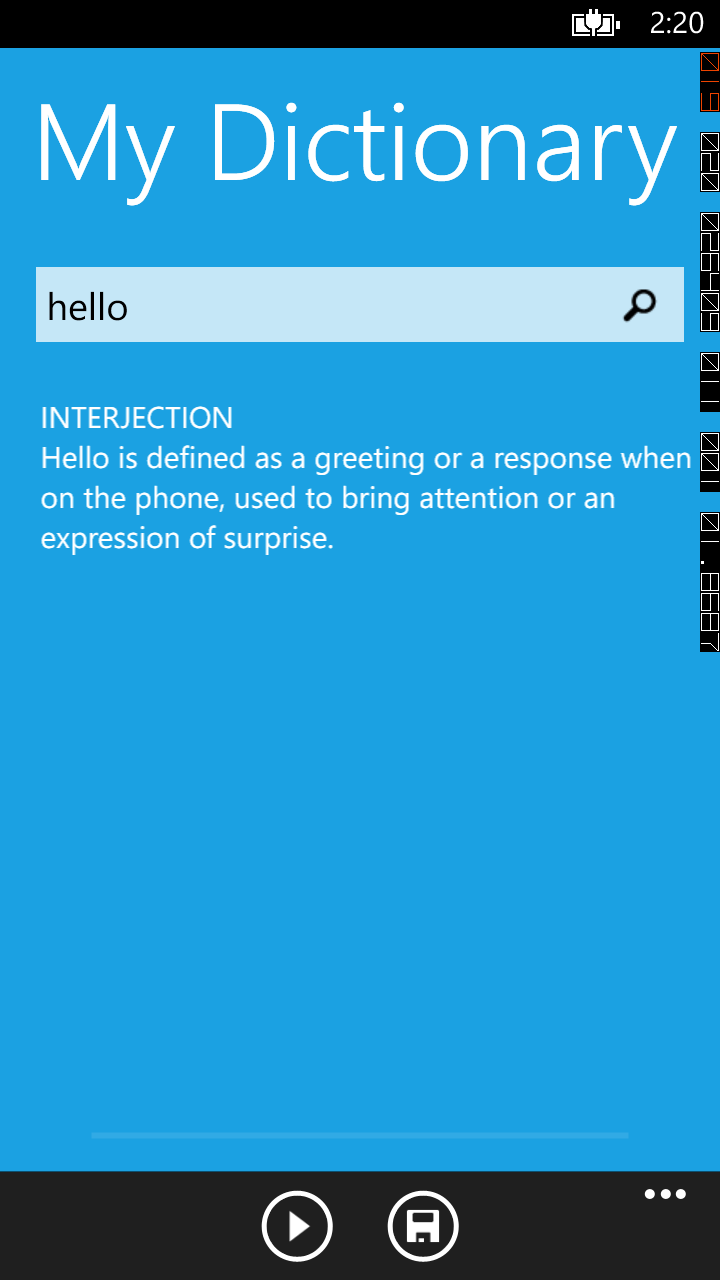 2:20
My Dictionary
hello
INTERJECTION
Hello is defined as a greeting or a response when
on the phone, used to bring attention or an
expression of surprise.